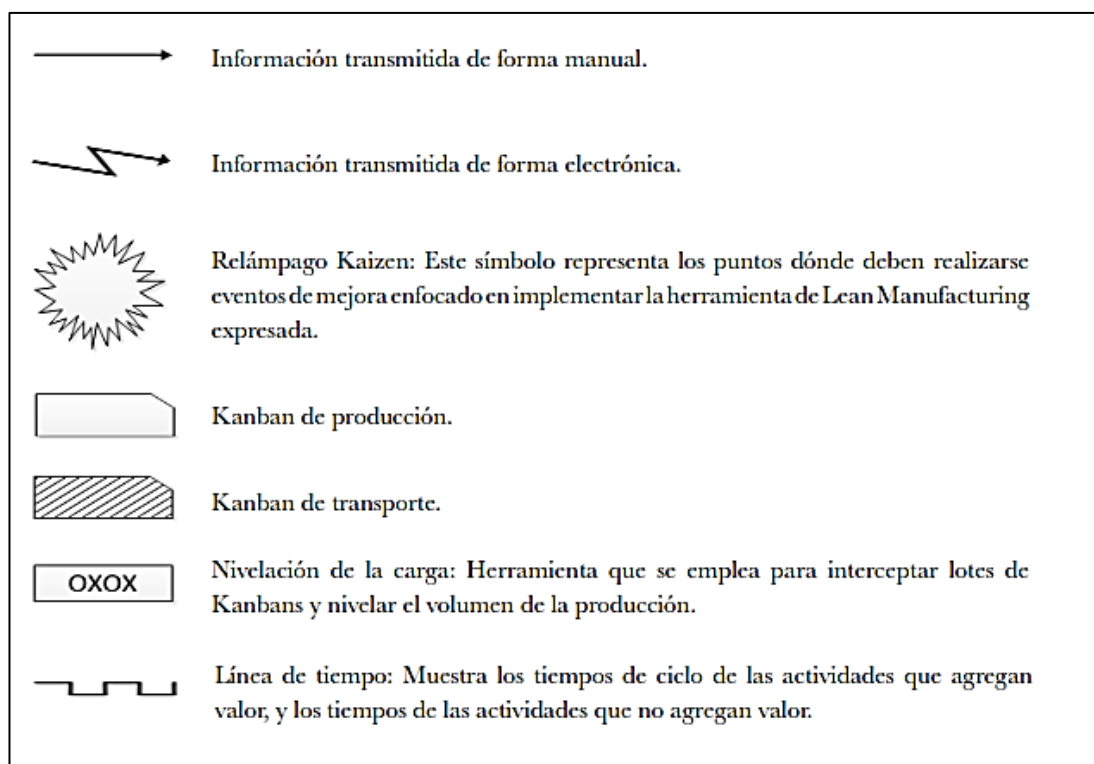 Información transmitida de forma manual.
Información transmitida de forma electrónica.
Relámpago Kaizen: Este símbolo representa los puntos dónde deben realizarse
eventos de mejora enfocado en implementar la herramienta de Lean Manufacturing
expresada.
Kanban de producción.
Kanban de transporte.
OXOX
Nivelación de la carga: Herramienta que se emplea para interceptar lotes de
Kanbans y nivelar el volumen de la producción.
Línea de tiempo: Muestra los tiempos de ciclo de las actividades que agregan
valor, y los tiempos de las actividades que no agregan valor.